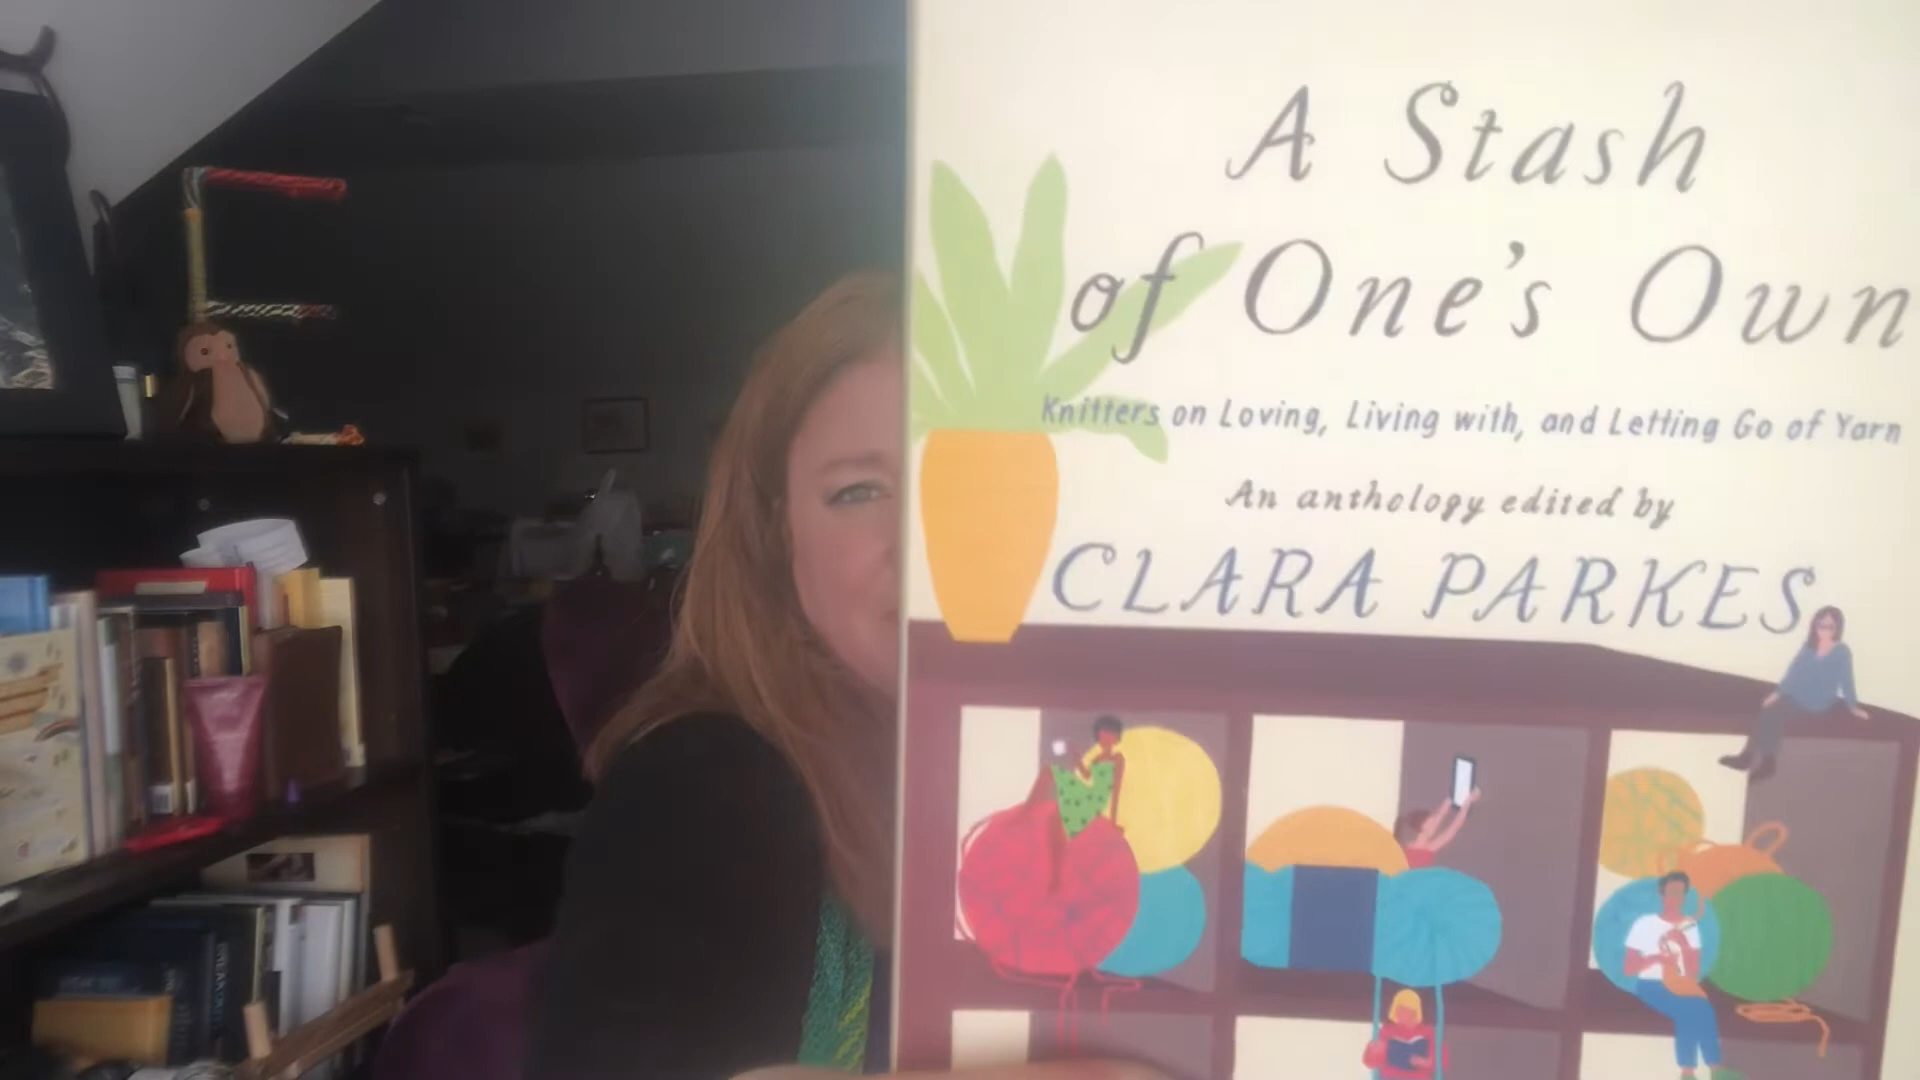 A Stash
of One's Own
Knitters on Loving, Living with, and Letting Go of Yarn
An anthology edited by
CLARA PARKES